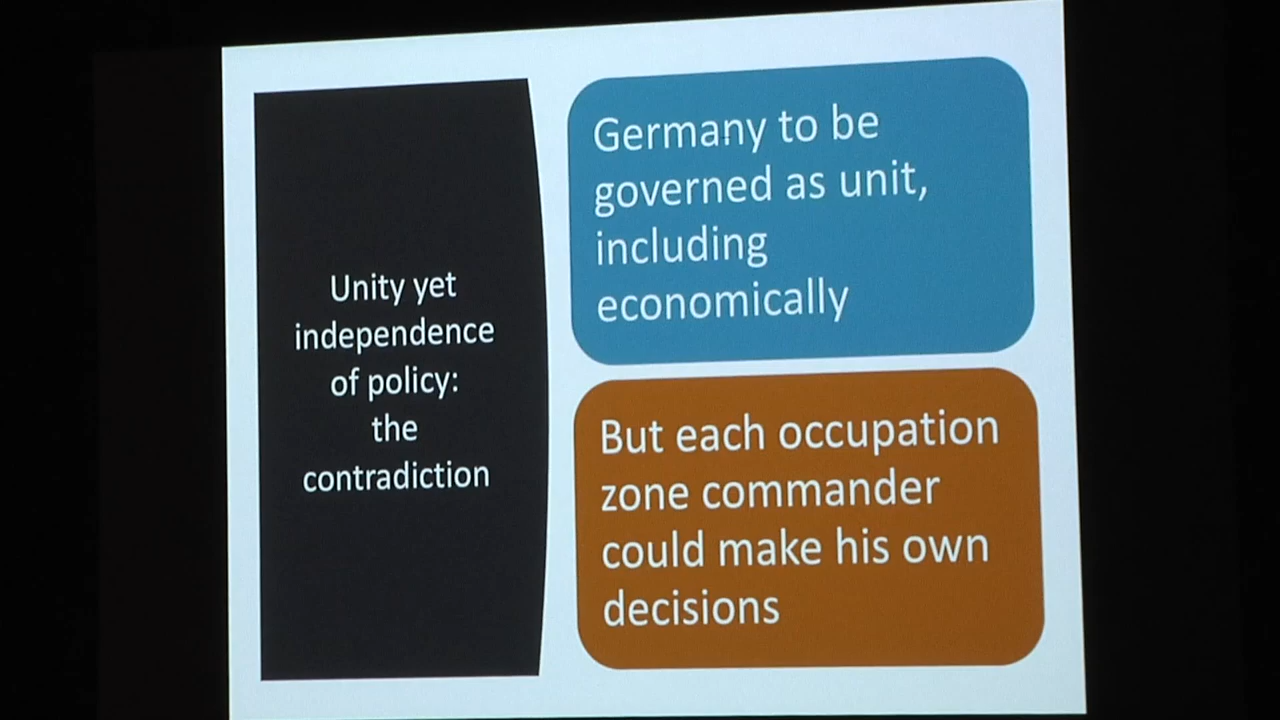 Unity yet
independence
of policy:
the
contradiction
Germany to be
governed as unit,
including
economically
But each occupation
zone commander
could make his own
decisions